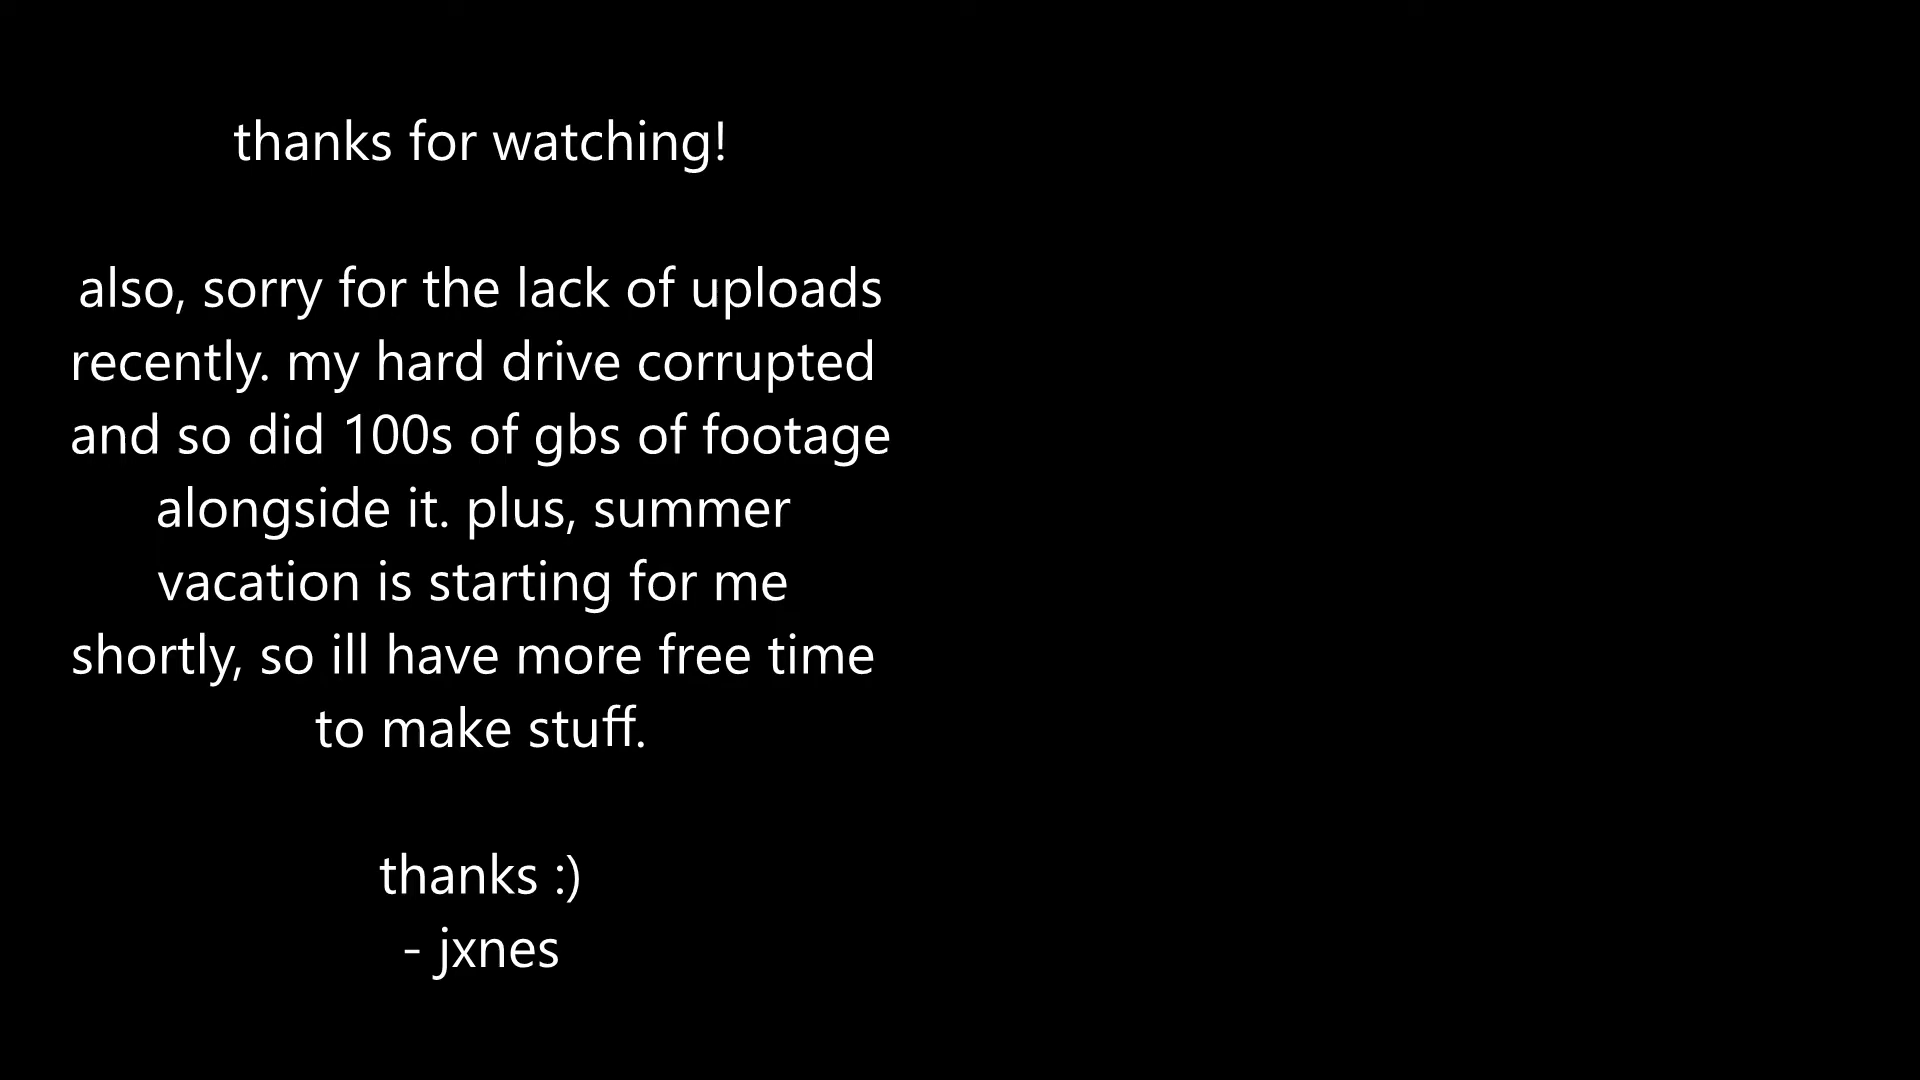 thanks for watching!
also, sorry for the lack of uploads
recently. my hard drive corrupted
and so did 100s of gbs of footage
alongside it. plus, summer
vacation is starting for me
shortly, so ill have more free time
to make stuff.
thanks :)
- jxnes